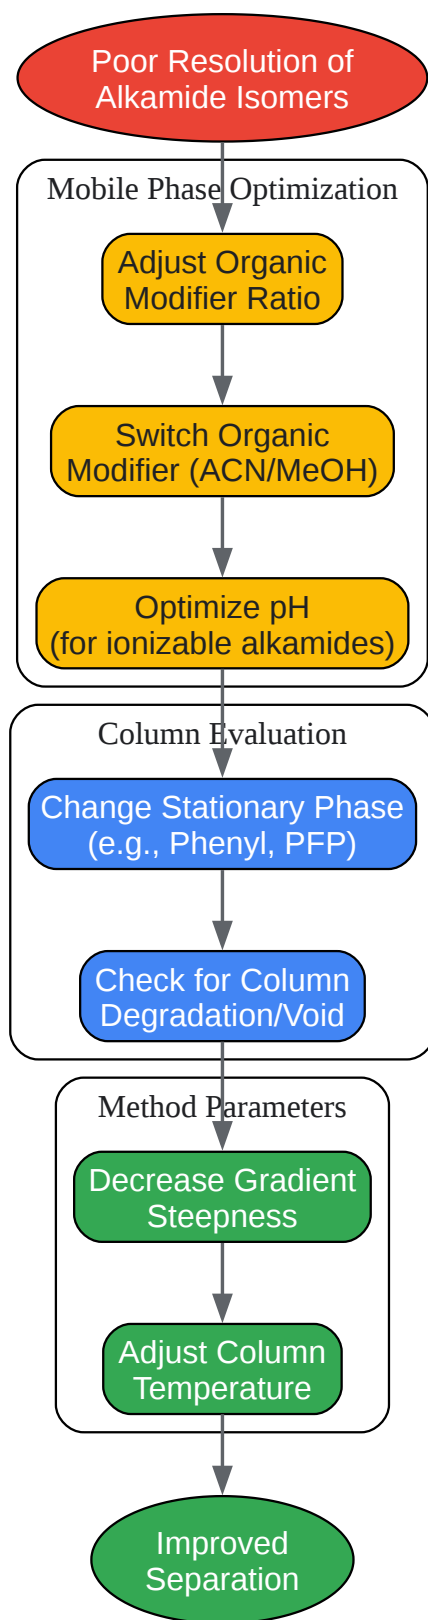 Poor Resolution of
Alkamide Isomers
Mobile Phase Optimization
Adjust Organic
Modifier Ratio
Switch Organic
Modifier (ACN/MeOH)
Optimize pH
(for ionizable alkamides)
Column Evaluation
Change Stationary Phase
(e.g., Phenyl, PFP)
Check for Column
Degradation/Void
Method Parameters
Decrease Gradient
Steepness
Adjust Column
Temperature
Improved
Separation